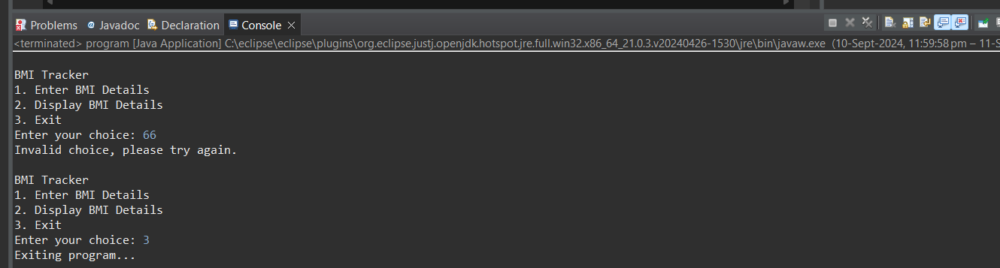 Problems @ Javadoc Declaration Console
<terminated> program [Java Application] C:\eclipse\eclipse\plugins\org.eclipse.justj.openjdk.hotspot.jre.full.win32.x86_64_21.0.3.v20240426-1530\jre\bin\javaw.exe (10-Sept-2024, 11:59:58 pm – 11-S
BMI Tracker
1. Enter BMI Details
2. Display BMI Details
3. Exit
Enter your choice: 66
Invalid choice, please try again.
BMI Tracker
1. Enter BMI Details
2. Display BMI Details
3. Exit
Enter your choice: 3
Exiting program...